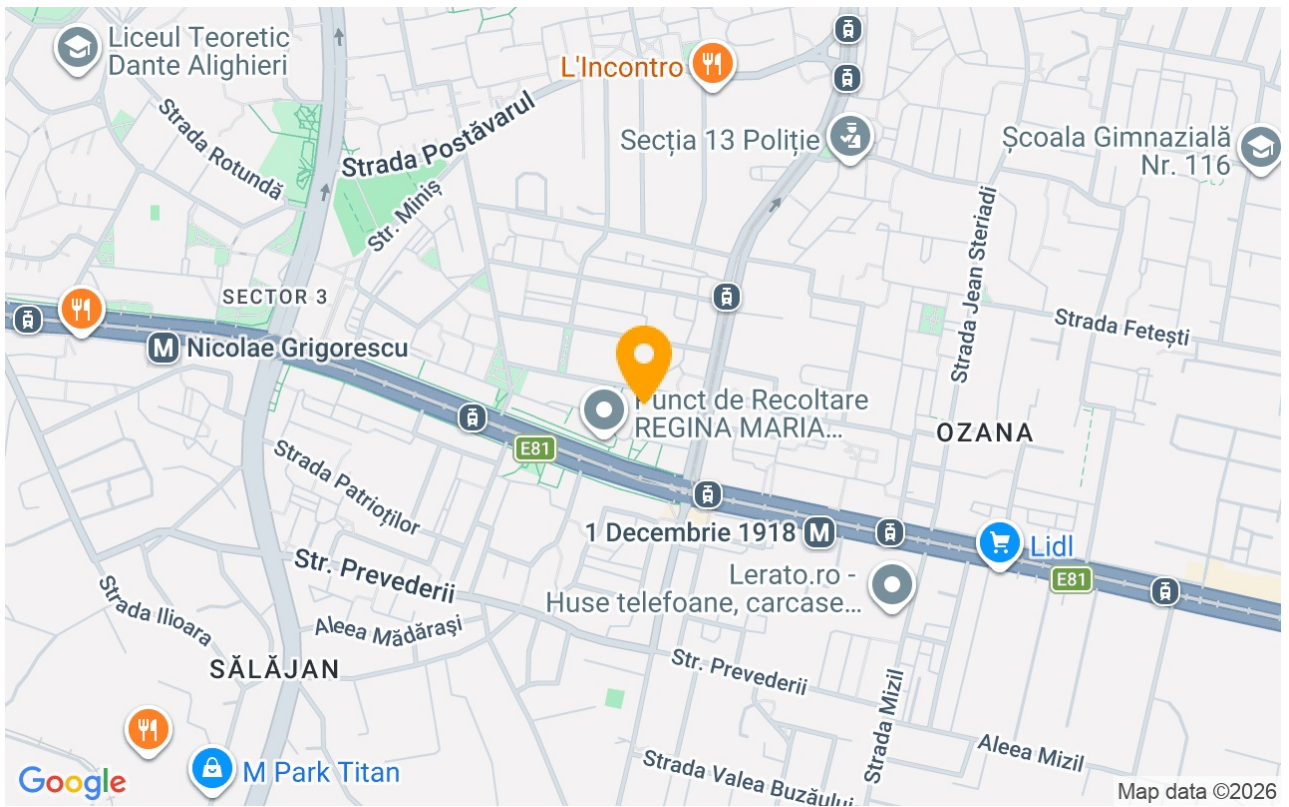 Liceul Teoretic
Dante Alighieri
L'Incontro
Strada Postăvarul
Secția 13 Poliție
Școala Gimnazială
Nr. 116
Strada Rotundă
Str. Miniș
Strada Jean Steriadi
SECTOR 3
Strada Fetești
M Nicolae Grigorescu
Punct de Recoltare
REGINA MARIA...
OZANA
E81
Strada Patrioților
1 Decembrie 1918 M
Lidl
Str. Prevederii
Lerato.ro -
Huse telefoane, carcase...
E81
Strada Ilioara
Aleea Mădărași
SĂLĂJAN
Str. Prevederii
Strada Mizil
Aleea Mizil
M Park Titan
Strada Valea Buzăului
Google
Map data ©2026